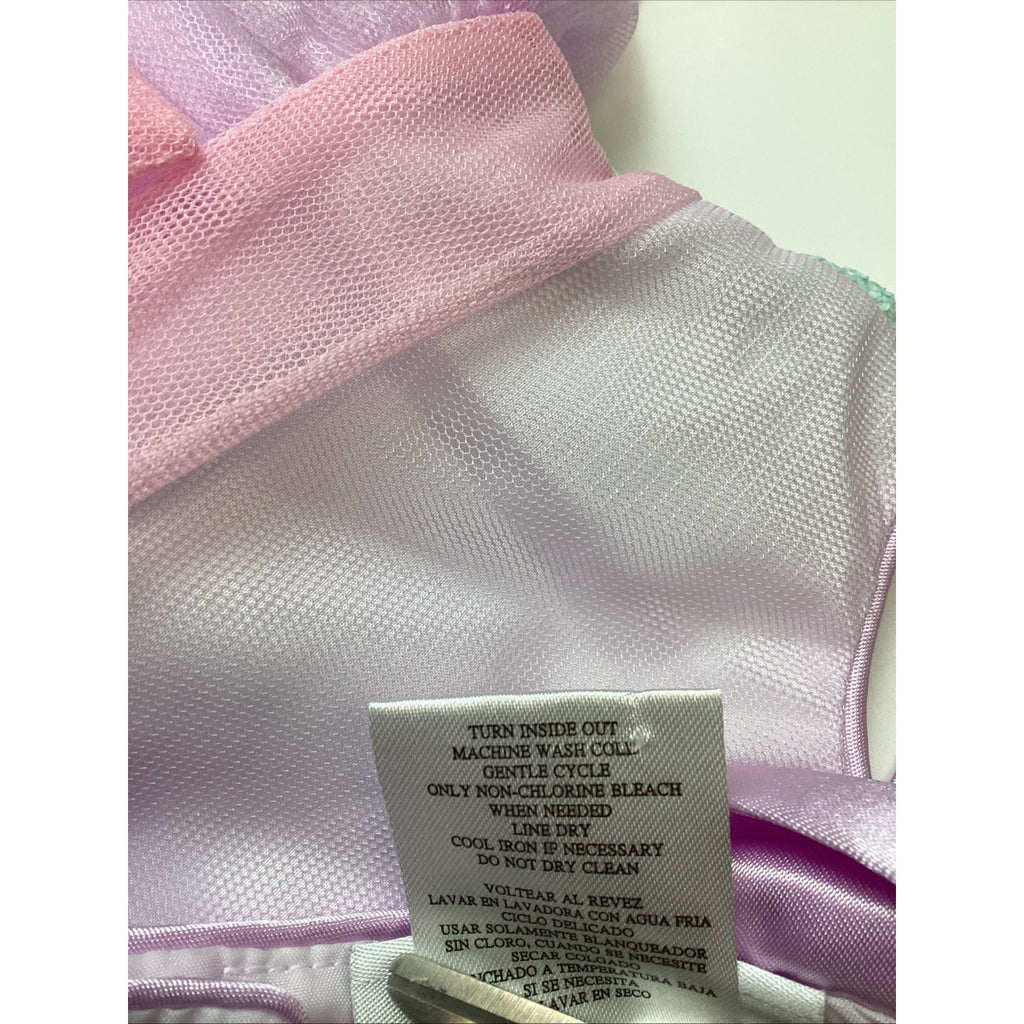 TURN INSIDE OUT
MACHINE WASH COLD
GENTLE CYCLE
ONLY NON-CHLORINE BLEACH
WHEN NEEDED
LINE DRY
COOL IRON IF NECESSARY
DO NOT DRY CLEAN
VOLTEAR AL REVEZ
LAVAR EN LAVADORA CON AGUA FRIA
CICLO DELICADO
USAR SOLAMENTE BLANQUEADOR
SIN CLORO, CUANDO SE NECESITE
SECAR COLGADO
A TEMPERATURA BAJA
SI SE NECESITA
LAVAR EN SECO